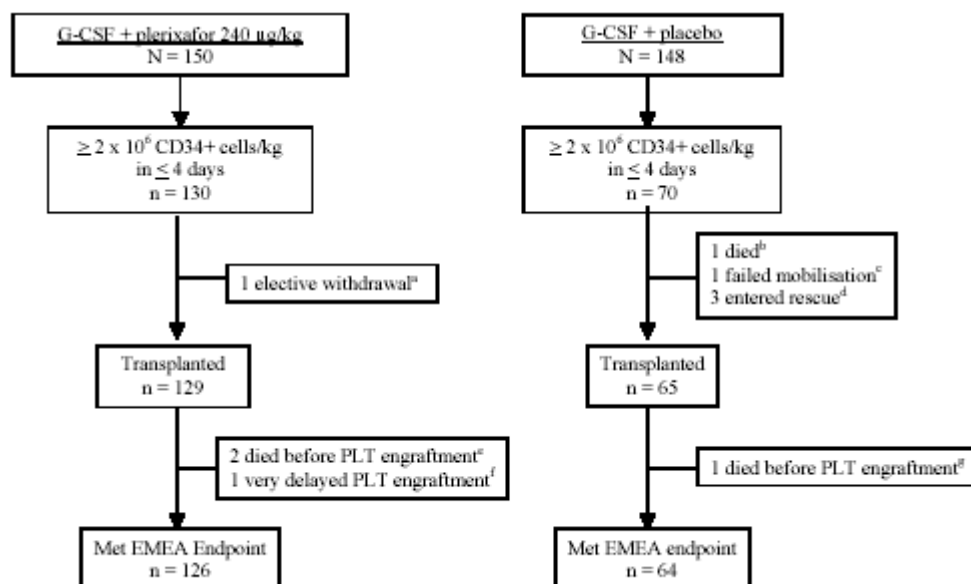 G-CSF + plerixafor 240 µg/kg
N = 150
≥ 2 x 10⁶ CD34+ cells/kg
in ≤ 4 days
n = 130
1 elective withdrawalᵃ
Transplanted
n = 129
2 died before PLT engraftmentᵉ
1 very delayed PLT engraftmentᶠ
Met EMEA Endpoint
n = 126
G-CSF + placebo
N = 148
≥ 2 x 10⁶ CD34+ cells/kg
in ≤ 4 days
n = 70
1 diedᵇ
1 failed mobilisationᶜ
3 entered rescueᵈ
Transplanted
n = 65
1 died before PLT engraftmentᵍ
Met EMEA endpoint
n = 64